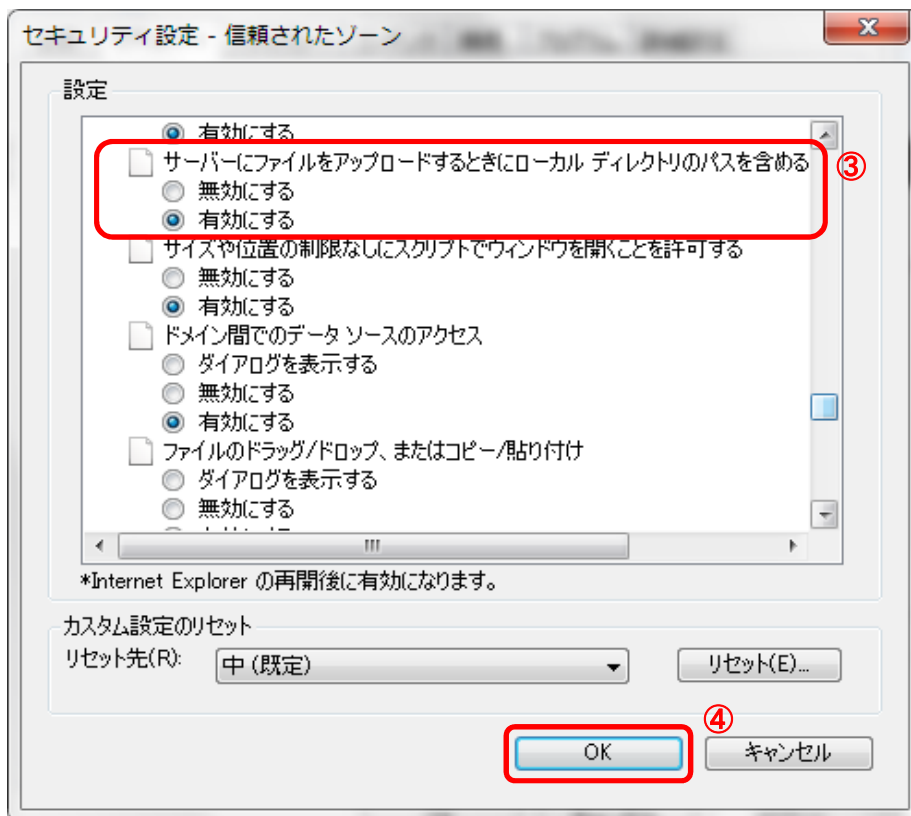 セキュリティ設定 - 信頼されたゾーン
設定
有効にする
サーバーにファイルをアップロードするときにローカル ディレクトリのパスを含める
③
無効にする
有効にする
サイズや位置の制限なしにスクリプトでウィンドウを開くことを許可する
無効にする
有効にする
ドメイン間でのデータ ソースのアクセス
ダイアログを表示する
無効にする
有効にする
ファイルのドラッグ/ドロップ、またはコピー/貼り付け
ダイアログを表示する
無効にする
*Internet Explorer の再開後に有効になります。
カスタム設定のリセット
リセット先(R):
中 (既定)
リセット(E)...
④
OK
キャンセル